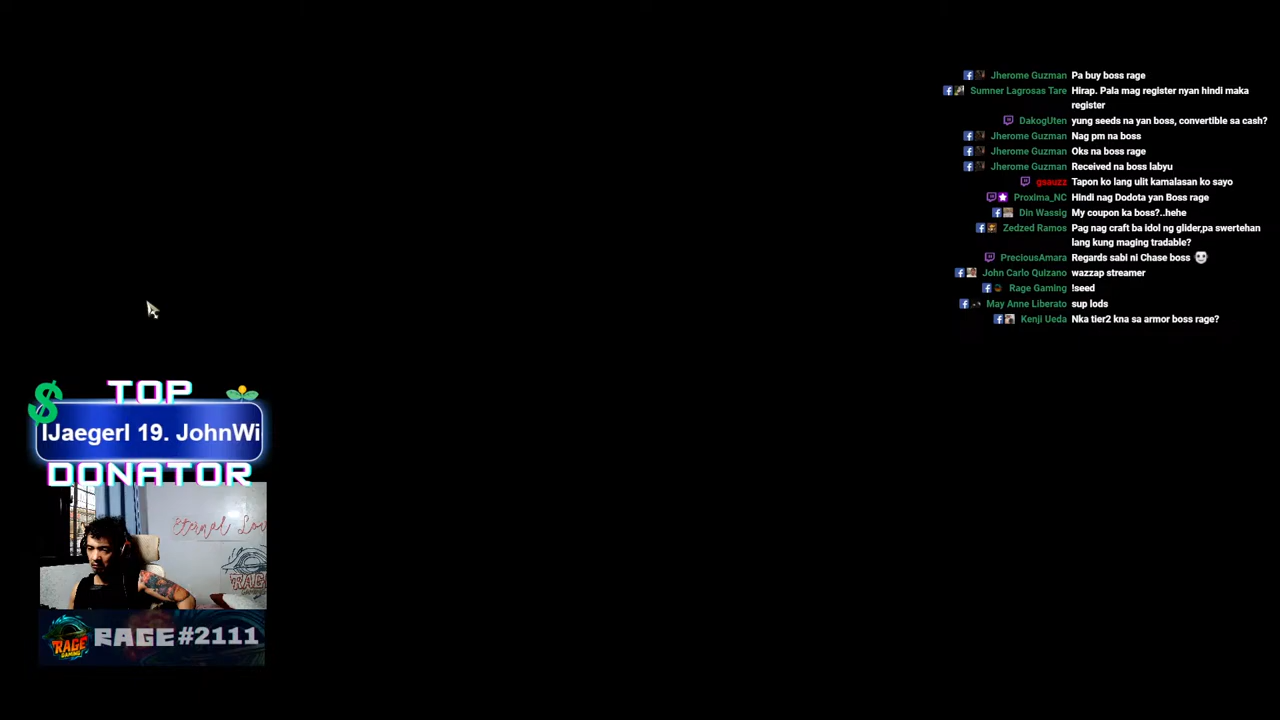 Jherome Guzman Pa buy boss rage
Sumner Lagrosas Tare Hirap. Pala mag register nyan hindi maka
register
DakogUten yung seeds na yan boss, convertible sa cash?
Jherome Guzman Nag pm na boss
Jherome Guzman Oks na boss rage
Jherome Guzman Received na boss labyu
gsauzz Tapon ko lang ulit kamalasan ko sayo
Proxima_NC Hindi nag Dodota yan Boss rage
Din Wassig My coupon ka boss?..hehe
Zedzed Ramos Pag nag craft ba idol ng glider,pa swertehan
lang kung maging tradable?
PreciousAmara Regards sabi ni Chase boss
John Carlo Quizano wazzap streamer
Rage Gaming !seed
May Anne Liberato sup lods
Kenji Ueda Nka tier2 kna sa armor boss rage?
TOP
lJaegerl 19. JohnWi
DONATOR
Eternal Lov
RAGE
RAGE
GAMING
RAGE#2111